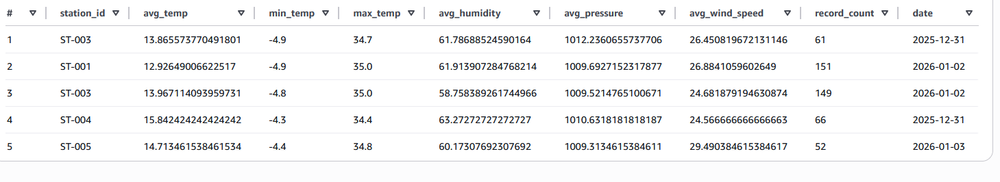 # station_id avg_temp min_temp max_temp avg_humidity avg_pressure avg_wind_speed record_count date
1 ST-003 13.865573770491801 -4.9 34.7 61.78688524590164 1012.2360655737706 26.450819672131146 61 2025-12-31
2 ST-001 12.92649006622517 -4.9 35.0 61.913907284768214 1009.6927152317877 26.8841059602649 151 2026-01-02
3 ST-003 13.967114093959731 -4.8 35.0 58.758389261744966 1009.5214765100671 24.681879194630874 149 2026-01-02
4 ST-004 15.842424242424242 -4.3 34.4 63.27272727272727 1010.6318181818187 24.566666666666663 66 2025-12-31
5 ST-005 14.713461538461534 -4.4 34.8 60.17307692307692 1009.3134615384611 29.490384615384617 52 2026-01-03